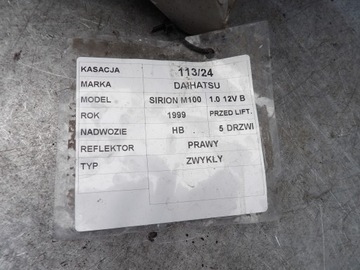 KASACJA 113/24
MARKA DAIHATSU
MODEL SIRION M100 1.0 12V B
ROK 1999 PRZED LIFT.
NADWOZIE HB 5 DRZWI
REFLEKTOR PRAWY
TYP ZWYKŁY